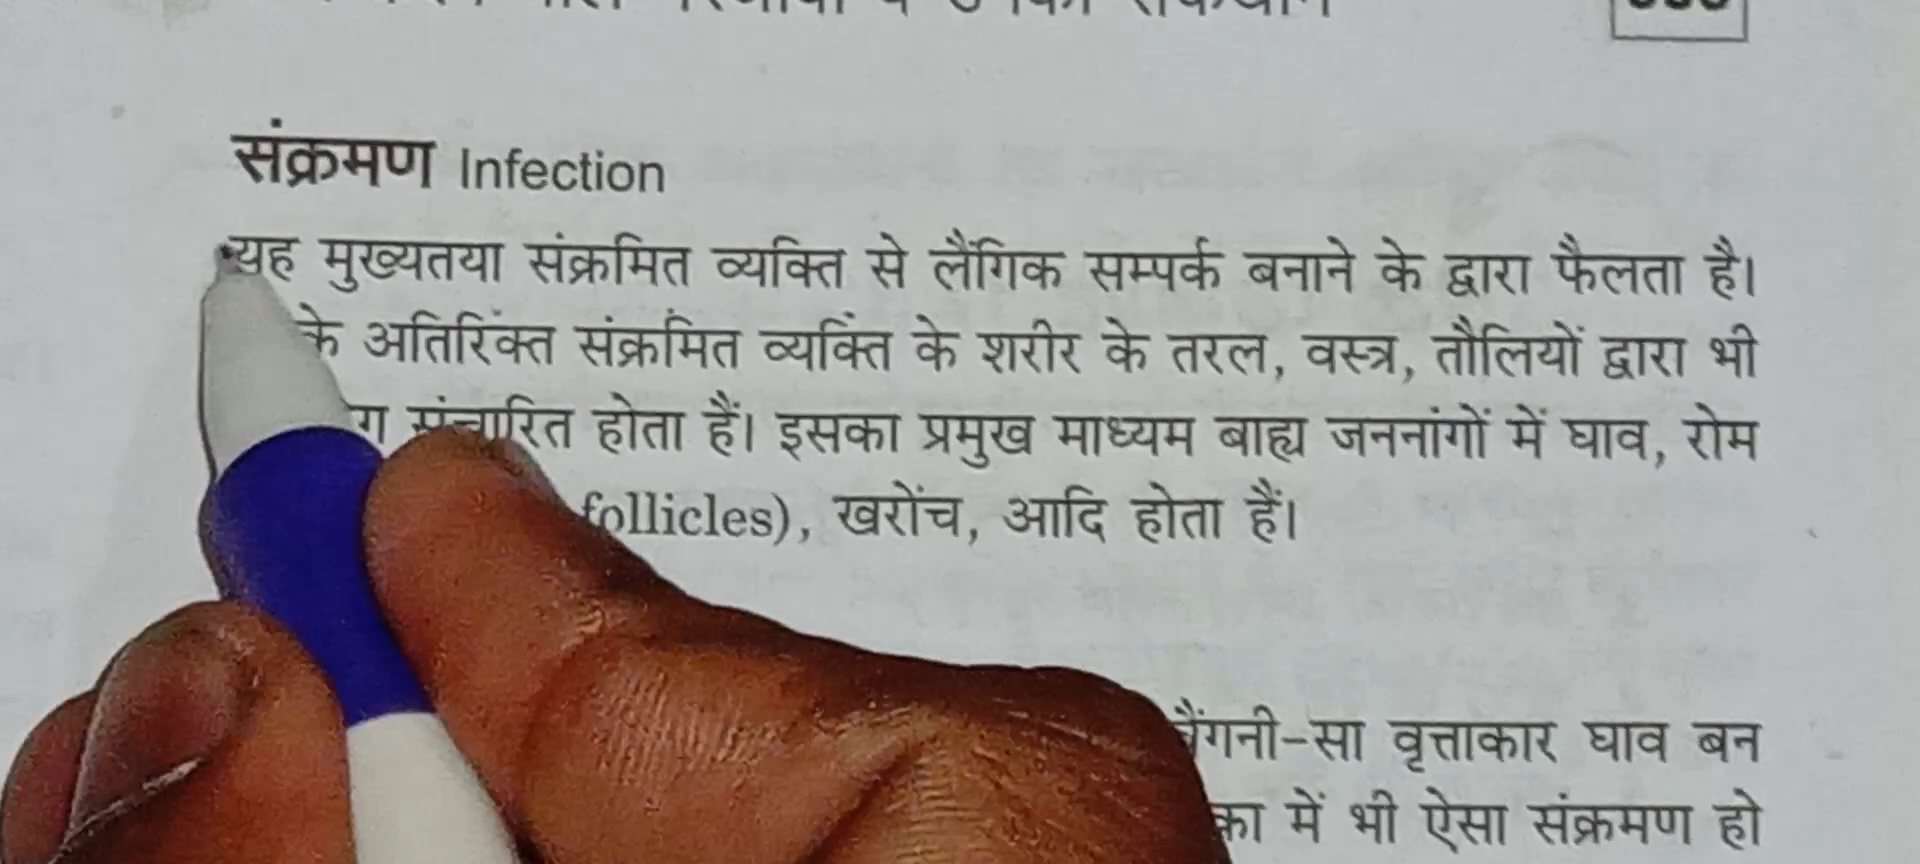 संक्रमण Infection
यह मुख्यतया संक्रमित व्यक्ति से लैंगिक सम्पर्क बनाने के द्वारा फैलता है।
के अतिरिक्त संक्रमित व्यक्ति के शरीर के तरल, वस्त्र, तौलियों द्वारा भी
संचारित होता हैं। इसका प्रमुख माध्यम बाह्य जननांगों में घाव, रोम
follicles), खरोंच, आदि होता हैं।
वृत्ताकार घाव बन
में भी ऐसा संक्रमण हो